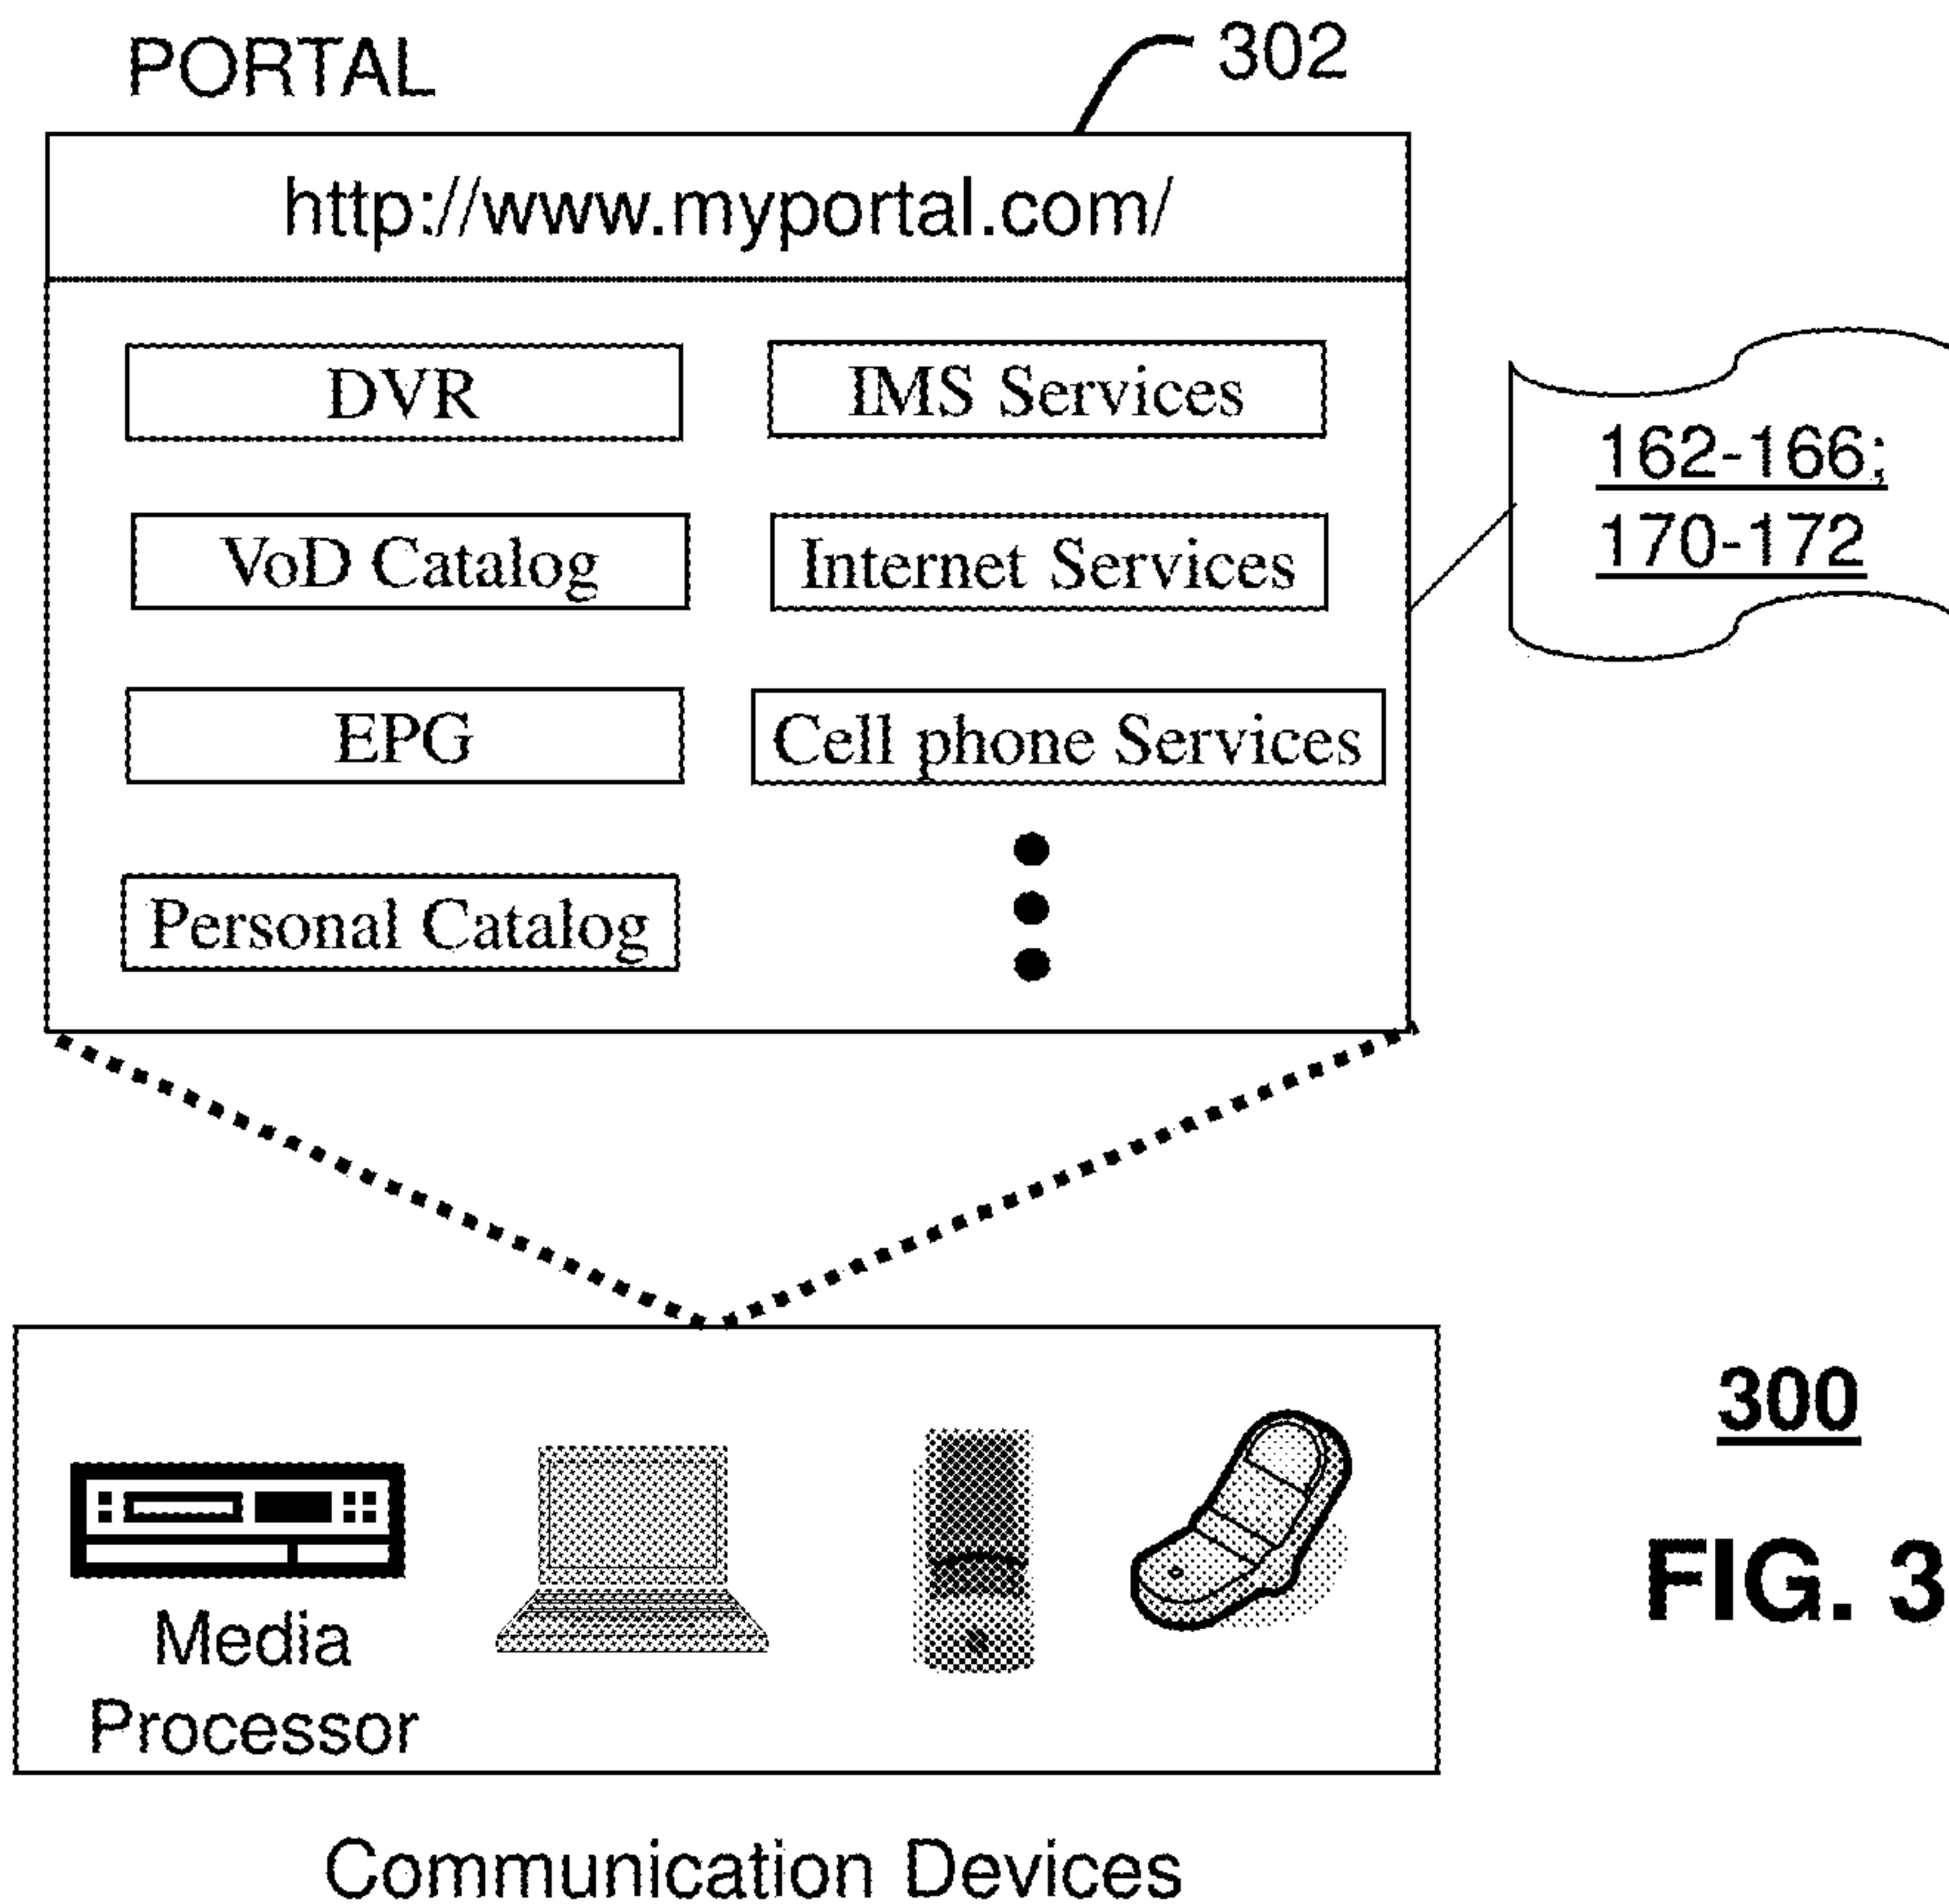 PORTAL
302
http://www.myportal.com/
DVR
IMS Services
VoD Catalog
Internet Services
EPG
Cell phone Services
Personal Catalog
162-166;
170-172
Media
Processor
Communication Devices
300
FIG. 3